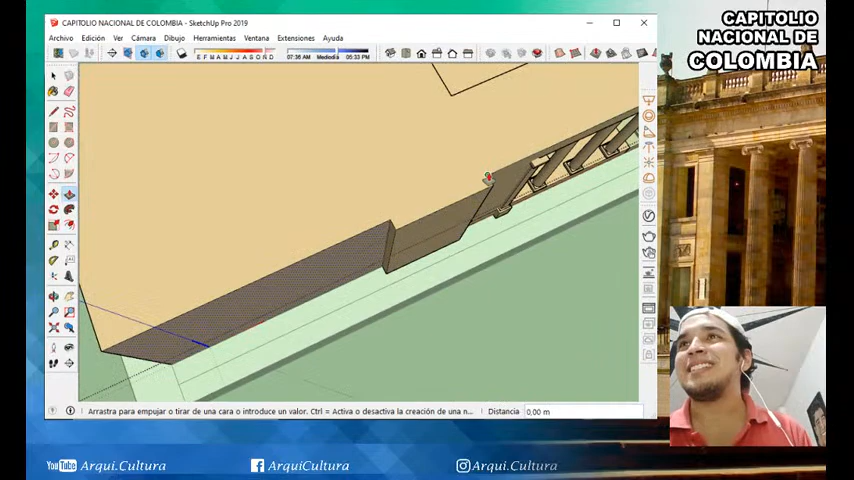 CAPITOLIO NACIONAL DE COLOMBIA - SketchUp Pro 2019
Archivo Edición Ver Cámara Dibujo Herramientas Ventana Extensiones Ayuda
E F M A M J J A S O N D 07:36 AM Mediodía 05:33 PM
Arrastra para empujar o tirar de una cara o introduce un valor. Ctrl = Activa o desactiva la creación de una n... Distancia 0,00 m
CAPITOLIO
NACIONAL DE
COLOMBIA
YouTube Arqui.Cultura
ArquiCultura
Arqui.Cultura